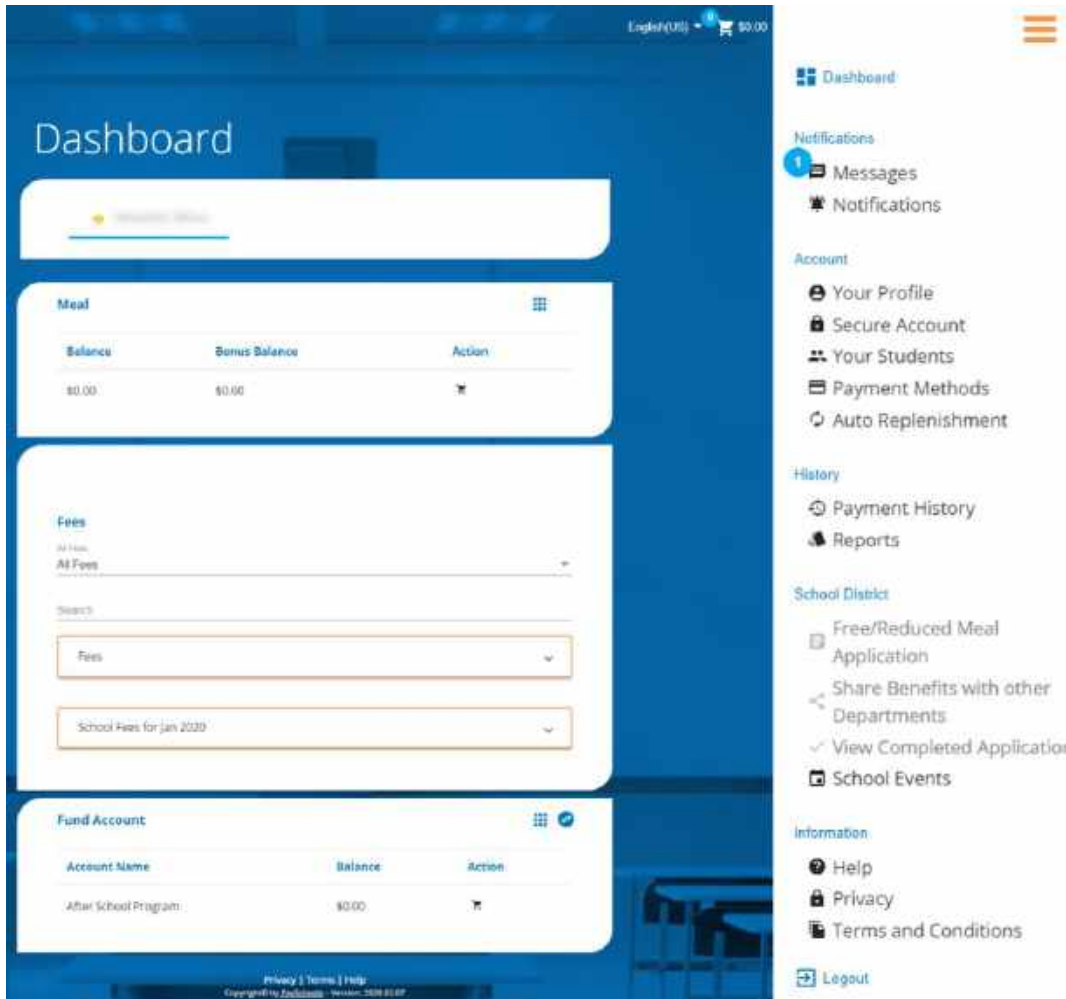 English(US)
0
$0.00
Dashboard
Meal
Balance
Bonus Balance
Action
$0.00
$0.00
Fees
All Fees
All Fees
Search
Fees
School Fees for Jan 2020
Fund Account
Account Name
Balance
Action
After School Program
$0.00
Privacy | Terms | Help
Dashboard
Notifications
1
Messages
Notifications
Account
Your Profile
Secure Account
Your Students
Payment Methods
Auto Replenishment
History
Payment History
Reports
School District
Free/Reduced Meal
Application
Share Benefits with other
Departments
View Completed Application
School Events
Information
Help
Privacy
Terms and Conditions
Logout